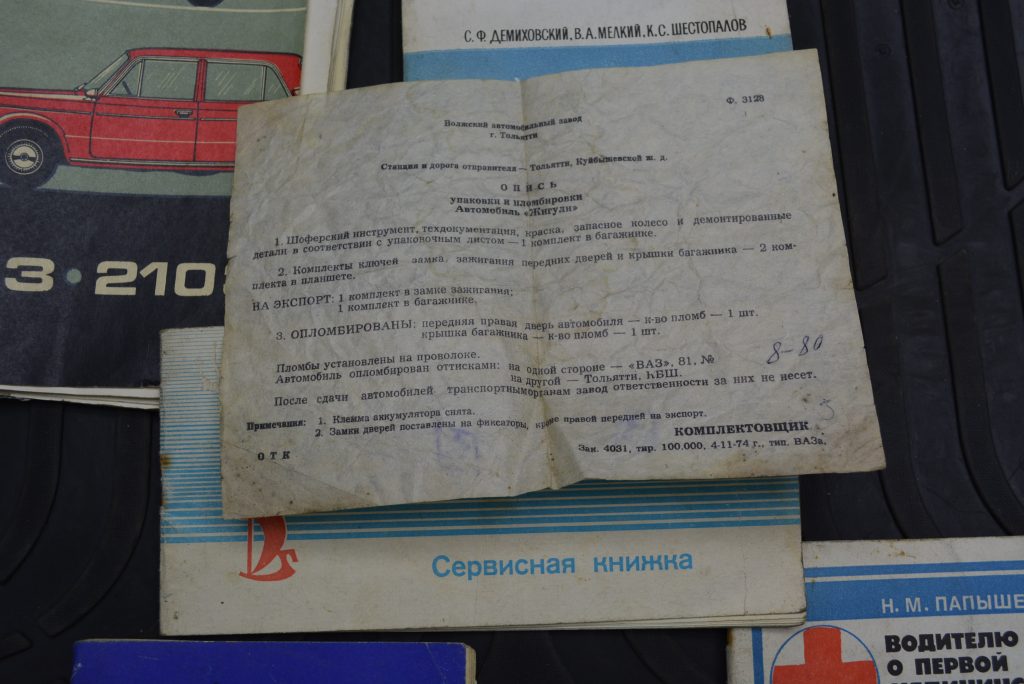 С. Ф. ДЕМИХОВСКИЙ, В. А. МЕЛКИЙ, К. С. ШЕСТОПАЛОВ
З · 210
Ф. 3128
Волжский автомобильный завод
г. Тольятти
Станция и дорога отправителя — Тольятти, Куйбышевской ж. д.
ОПИСЬ
упаковки и пломбировки
Автомобиль «Жигули»
1. Шоферский инструмент, техдокументация, краска, запасное колесо и демонтированные
детали в соответствии с упаковочным листом — 1 комплект в багажнике.
2. Комплекты ключей замка зажигания передних дверей и крышки багажника — 2 ком-
плекта в планшете.
НА ЭКСПОРТ: 1 комплект в замке зажигания;
1 комплект в багажнике.
3. ОПЛОМБИРОВАНЫ: передняя правая дверь автомобиля — к-во пломб — 1 шт.
крышка багажника — к-во пломб — 1 шт.
Пломбы установлены на проволоке.
Автомобиль опломбирован оттисками: на одной стороне — «ВАЗ», 81, № 8-80
на другой — Тольятти, КБШ.
После сдачи автомобилей транспортным органам завод ответственности за них не несет.
Примечания: 1. Клемма аккумулятора снята.
2. Замки дверей поставлены на фиксаторы, кроме правой передней на экспорт.
КОМПЛЕКТОВЩИК
ОТК
Зак. 4031, тир. 100.000, 4-11-74 г., тип. ВАЗа.
Сервисная книжка
Н. М. ПАПЫШЕ
ВОДИТЕЛЮ
О ПЕРВОЙ